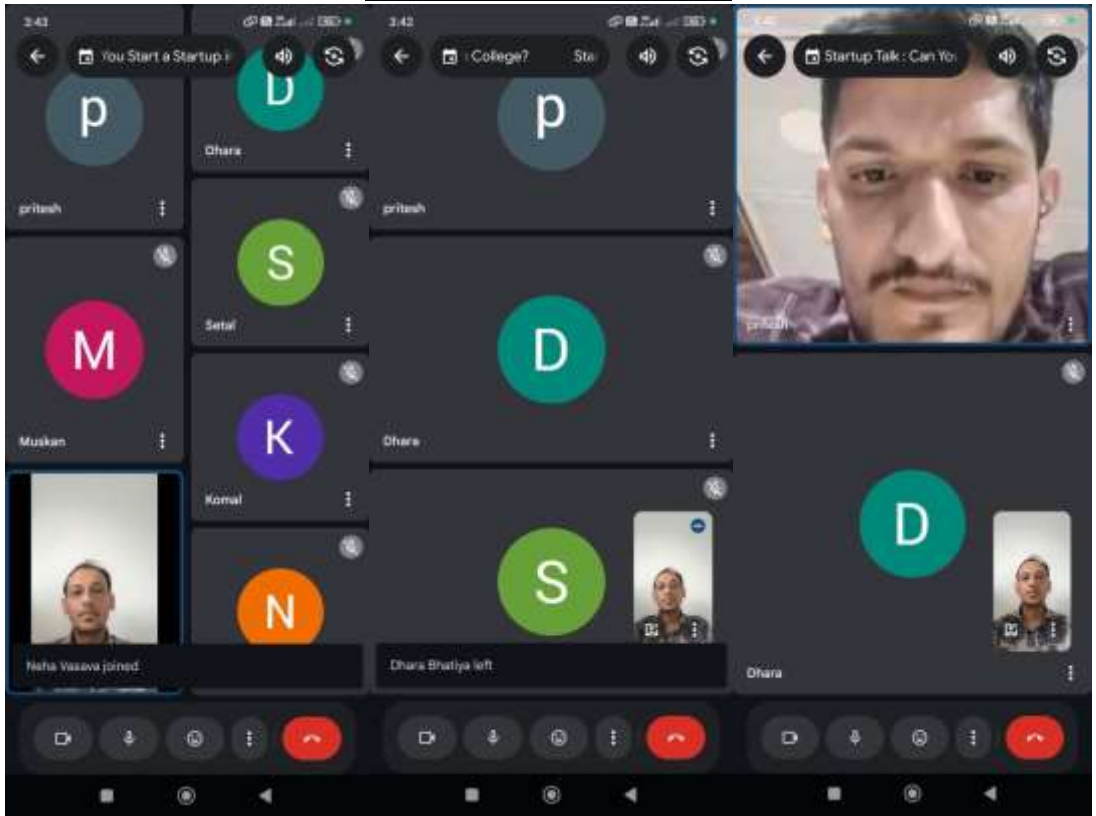 3:43
You Start a Startup i
p
pritesh
M
Muskan
D
Dhara
S
Setal
K
Komal
N
Neha Vasava joined
3:42
: College? Sta
p
pritesh
D
Dhara
S
Dhara Bhatiya left
Startup Talk : Can Yo
pritesh
D
Dhara